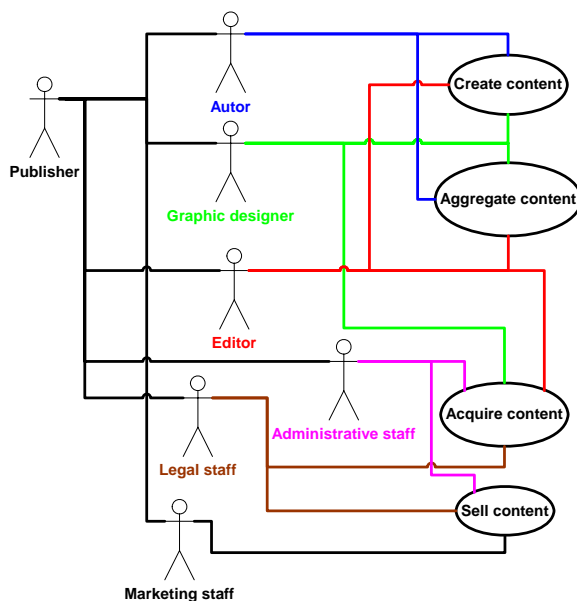 Create content
Autor
Publisher
Aggregate content
Graphic designer
Editor
Acquire content
Administrative staff
Legal staff
Sell content
Marketing staff